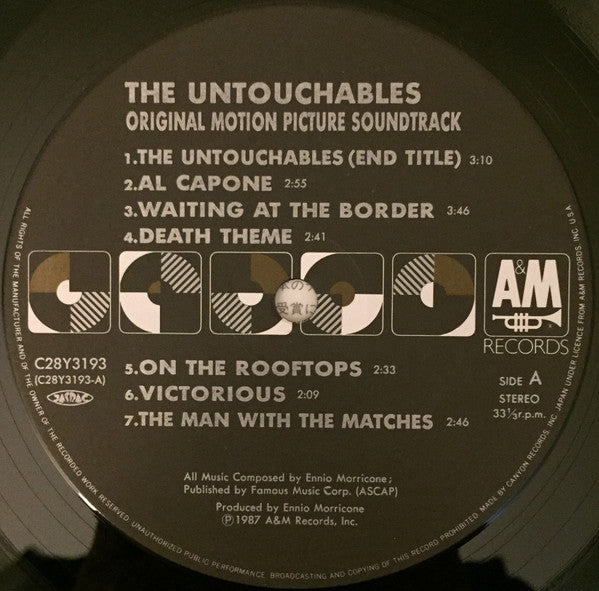 THE UNTOUCHABLES
ORIGINAL MOTION PICTURE SOUNDTRACK
1.THE UNTOUCHABLES (END TITLE) 3:10
2.AL CAPONE 2:55
3.WAITING AT THE BORDER 3:46
4.DEATH THEME 2:41
A&M
RECORDS
受賞に
C28Y3193
(C28Y3193-A)
JASRAC
5.ON THE ROOFTOPS 2:33
6.VICTORIOUS 2:09
7.THE MAN WITH THE MATCHES 2:46
SIDE A
STEREO
33⅓r.p.m.
All Music Composed by Ennio Morricone;
Published by Famous Music Corp. (ASCAP)
Produced by Ennio Morricone
Ⓟ1987 A&M Records, Inc.
ALL RIGHTS OF THE MANUFACTURER AND OF THE OWNER OF THE RECORDED WORK RESERVED. UNAUTHORIZED PUBLIC PERFORMANCE, BROADCASTING AND COPYING OF THIS RECORD PROHIBITED. MADE BY CANYON RECORDS, INC. JAPAN UNDER LICENCE FROM A&M RECORDS, INC. U.S.A.